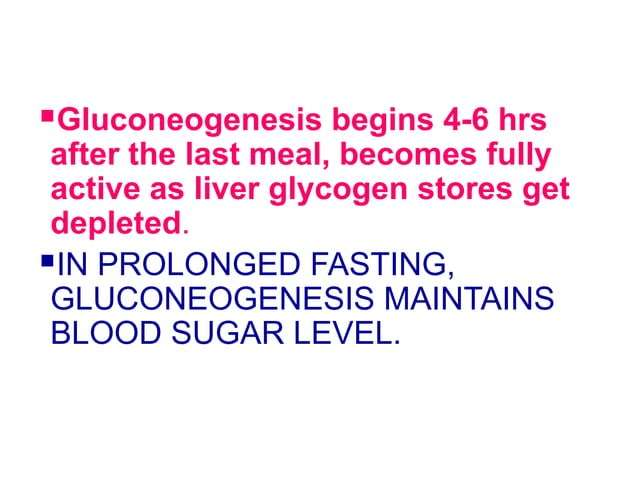 ▪Gluconeogenesis begins 4-6 hrs
after the last meal, becomes fully
active as liver glycogen stores get
depleted.
▪IN PROLONGED FASTING,
GLUCONEOGENESIS MAINTAINS
BLOOD SUGAR LEVEL.